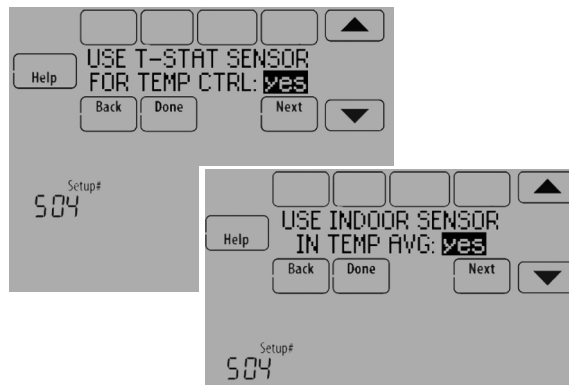 USE T-STAT SENSOR
Help
FOR TEMP CTRL: yes
Back Done Next
Setup#
504
USE INDOOR SENSOR
Help
IN TEMP AVG: yes
Back Done Next
Setup#
504